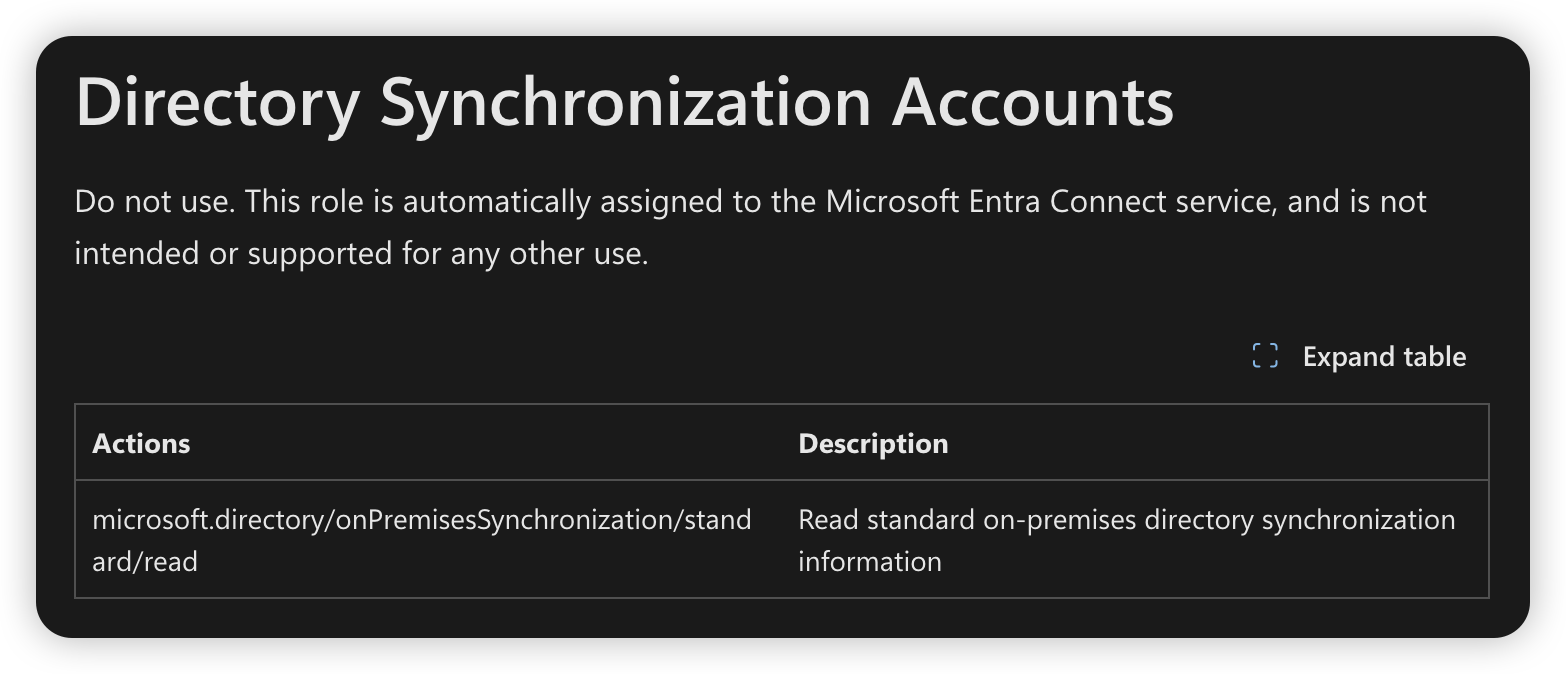 Directory Synchronization Accounts
Do not use. This role is automatically assigned to the Microsoft Entra Connect service, and is not
intended or supported for any other use.
Expand table
Actions Description
microsoft.directory/onPremisesSynchronization/stand Read standard on-premises directory synchronization
ard/read information